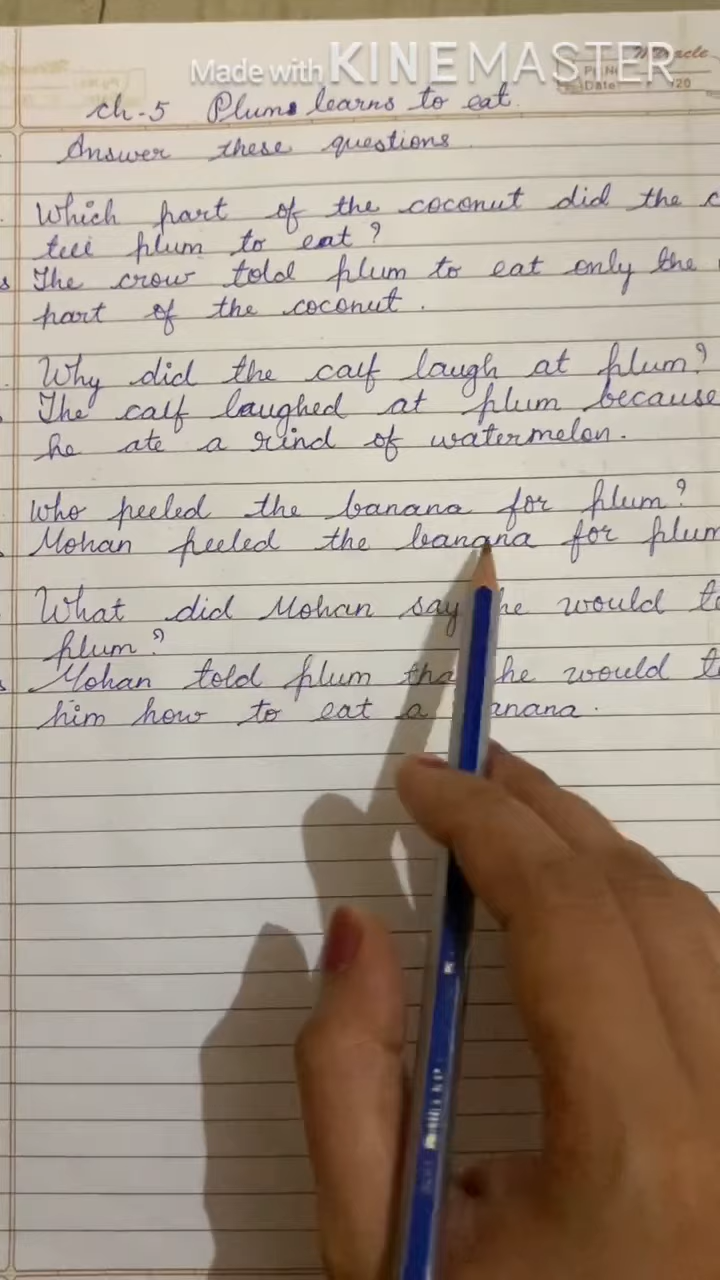 Made with KINEMASTER
Miracle
Date: 120
Ch-5 Plum learns to eat.
Answer these questions.
Which part of the coconut did the
tell plum to eat?
The crow told plum to eat only the
part of the coconut.
Why did the calf laugh at plum?
The calf laughed at plum because
he ate a rind of watermelon.
Who peeled the banana for plum?
Mohan peeled the banana for plum
What did Mohan say he would
plum?
Mohan told plum he would
him how to eat a